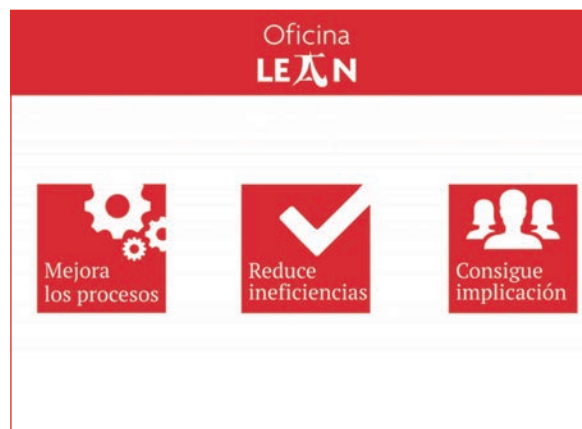 Oficina
LEAN
Mejora
los procesos
Reduce
ineficiencias
Consigue
implicación